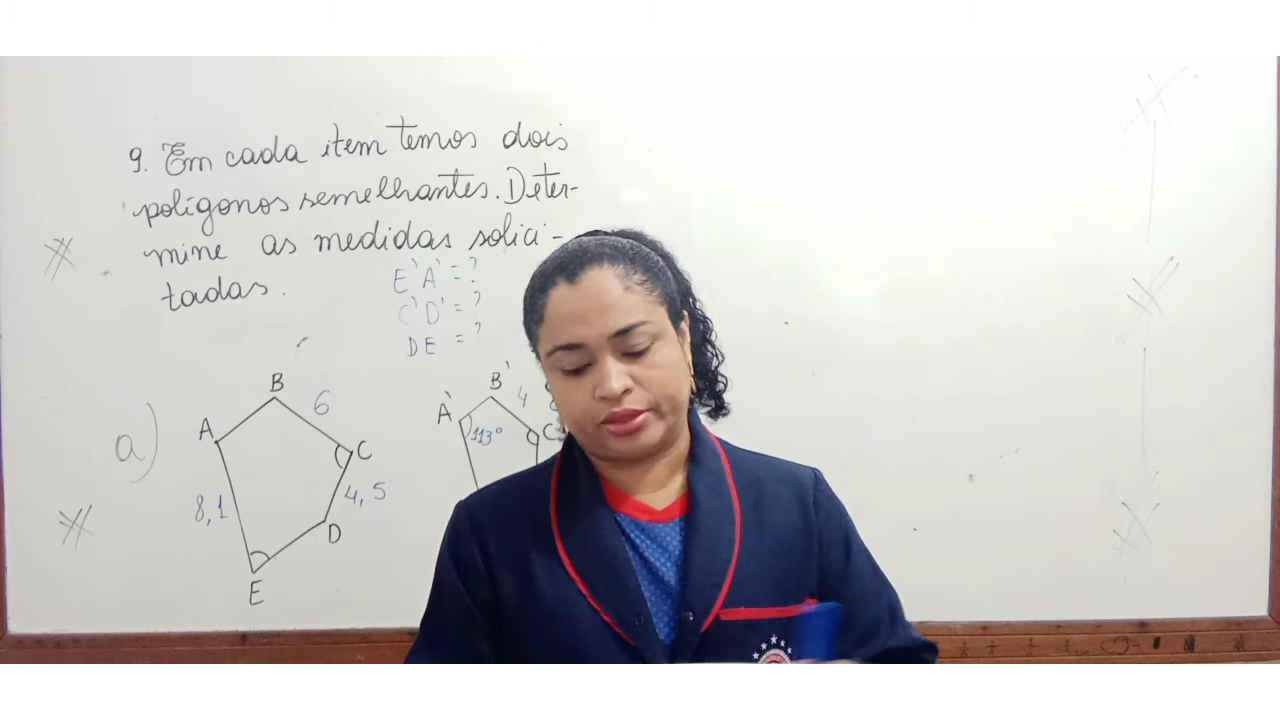 9. Em cada item temos dois
polígonos semelhantes. Deter-
mine as medidas solici-
tadas.
E'A' = ?
C'D' = ?
DE = ?
a)
B
6
A
C
8,1
4,5
D
E
B'
4
A'
113°
C